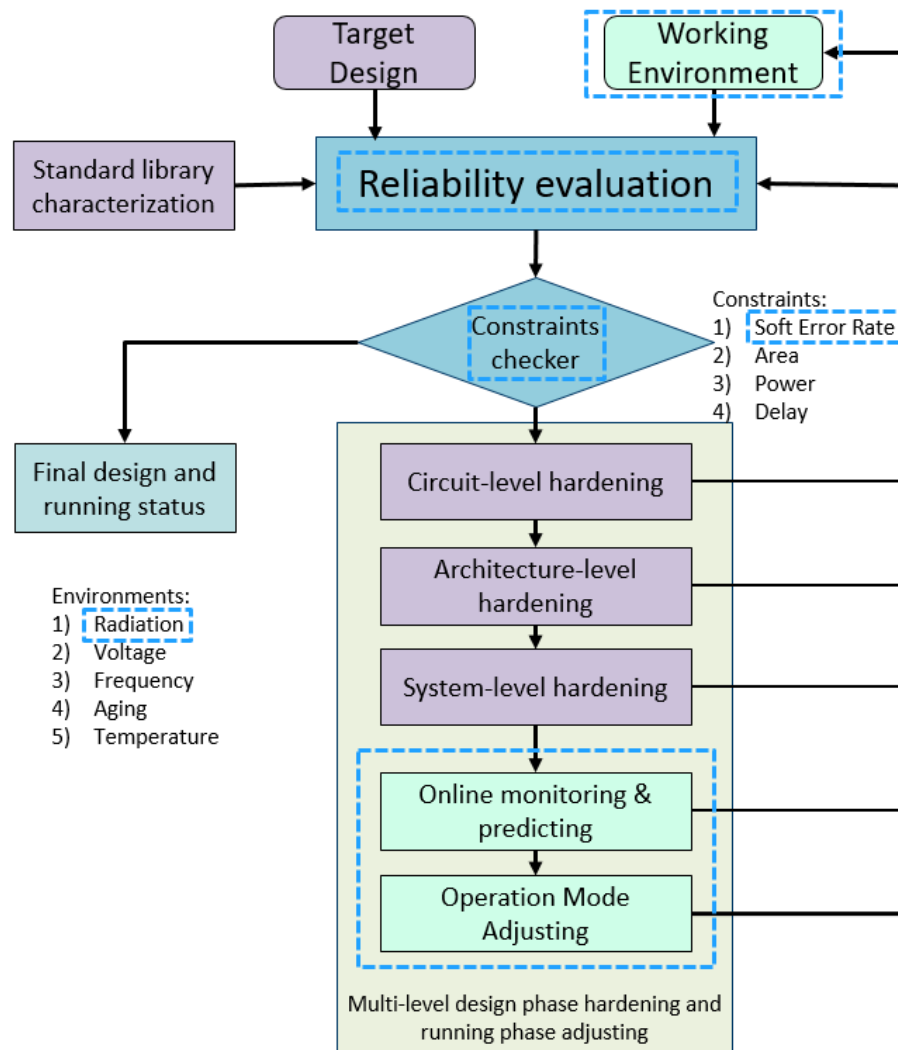 Target
Design
Working
Environment
Standard library
characterization
Reliability evaluation
Constraints
checker
Constraints:
1) Soft Error Rate
2) Area
3) Power
4) Delay
Final design and
running status
Circuit-level hardening
Architecture-level
hardening
Environments:
1) Radiation
2) Voltage
3) Frequency
4) Aging
5) Temperature
System-level hardening
Online monitoring &
predicting
Operation Mode
Adjusting
Multi-level design phase hardening and
running phase adjusting